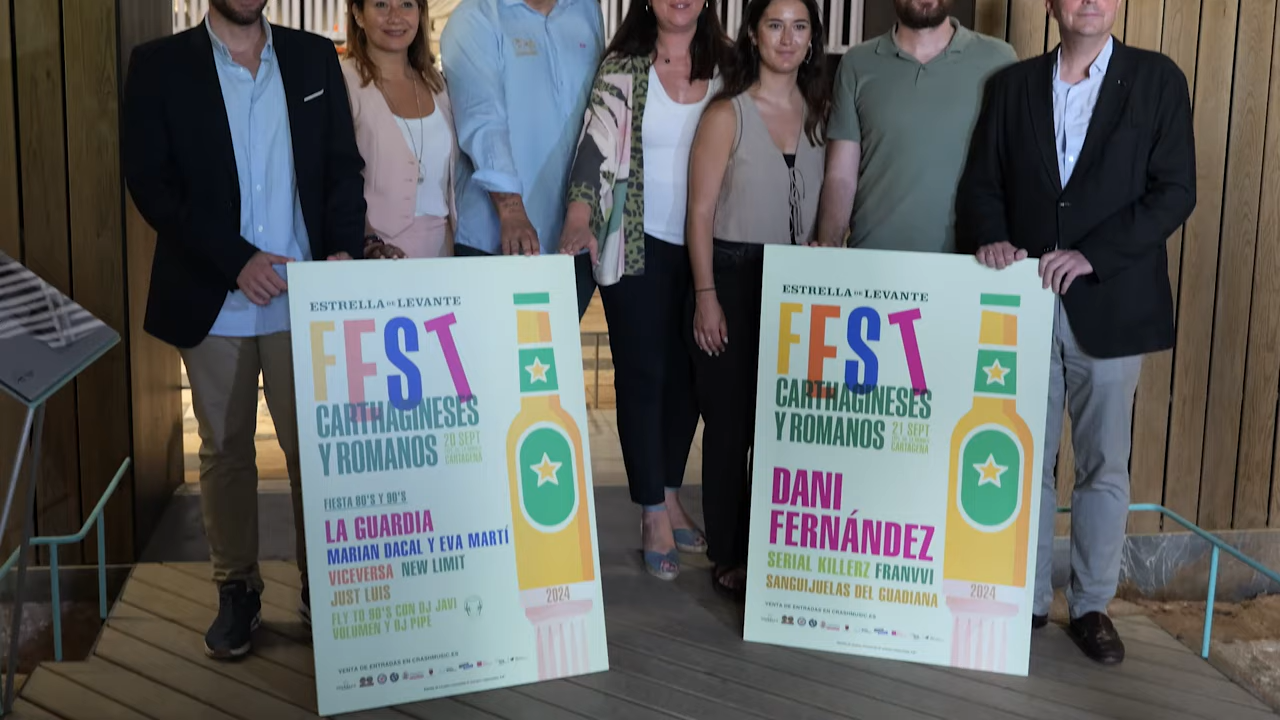 ESTRELLA DE LEVANTE
FEST
CARTHAGINESES
Y ROMANOS
20 SEPT
CARTAGENA
FIESTA 80'S Y 90'S
LA GUARDIA
MARIAN DACAL Y EVA MARTÍ
VICEVERSA NEW LIMIT
JUST LUIS
FLY TO 90'S CON DJ JAVI
VOLUMEN Y DJ PIPE
2024
VENTA DE ENTRADAS EN CRASHMUSIC.ES
ESTRELLA DE LEVANTE
FEST
CARTHAGINESES
Y ROMANOS
21 SEPT
CARTAGENA
DANI
FERNÁNDEZ
SERIAL KILLERZ FRANVVI
SANGUIJUELAS DEL GUADIANA
2024
VENTA DE ENTRADAS EN CRASHMUSIC.ES